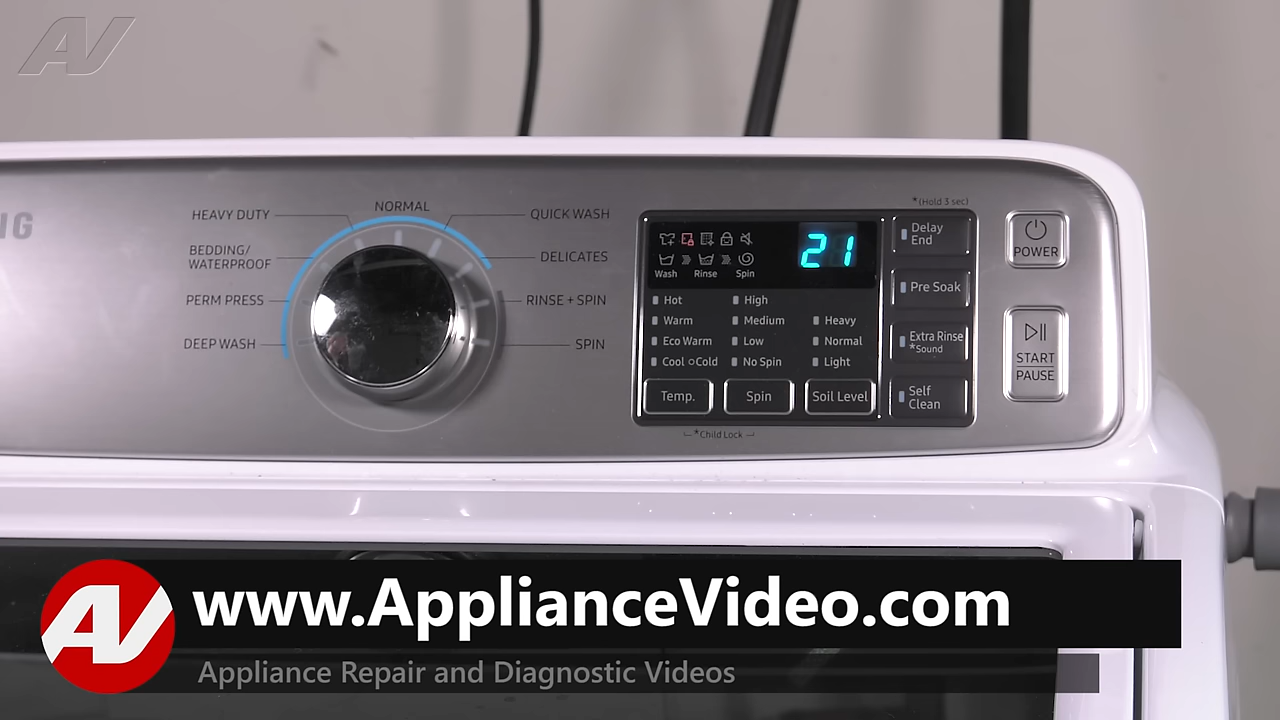 AV
NG
HEAVY DUTY
NORMAL
QUICK WASH
BEDDING/
WATERPROOF
DELICATES
PERM PRESS
RINSE + SPIN
DEEP WASH
SPIN
*(Hold 3 sec)
21
Wash Rinse Spin
Hot High
Warm Medium Heavy
Eco Warm Low Normal
Cool Cold No Spin Light
Temp. Spin Soil Level
*Child Lock
Delay
End
Pre Soak
Extra Rinse
*Sound
Self
Clean
POWER
START
PAUSE
AV
www.ApplianceVideo.com
Appliance Repair and Diagnostic Videos